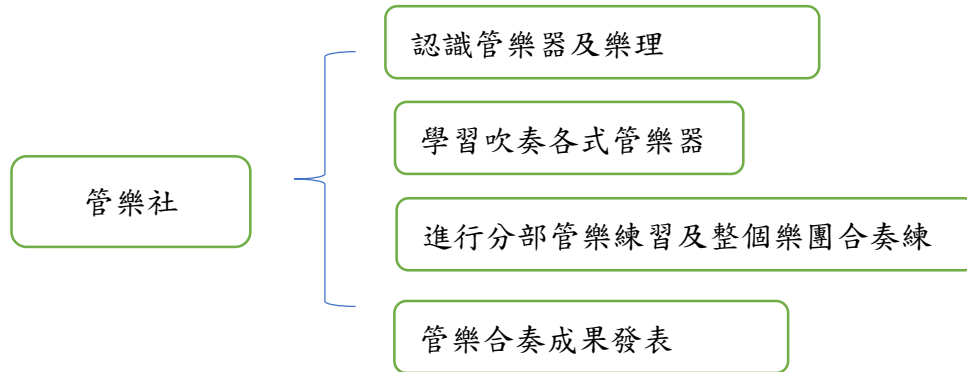 認識管樂器及樂理
學習吹奏各式管樂器
管樂社
進行分部管樂練習及整個樂團合奏練
管樂合奏成果發表